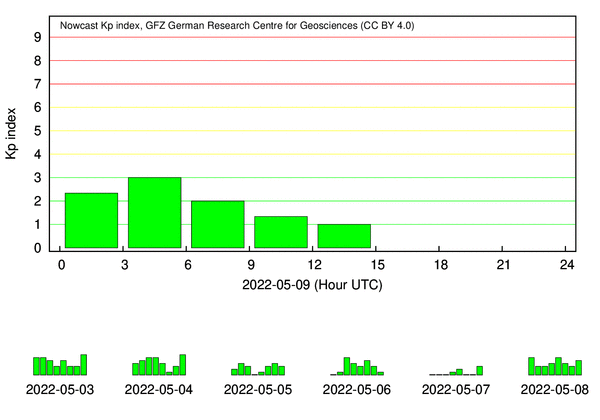 Nowcast Kp index, GFZ German Research Centre for Geosciences (CC BY 4.0)
Kp index
9
8
7
6
5
4
3
2
1
0
0 3 6 9 12 15 18 21 24
2022-05-09 (Hour UTC)
2022-05-03 2022-05-04 2022-05-05 2022-05-06 2022-05-07 2022-05-08